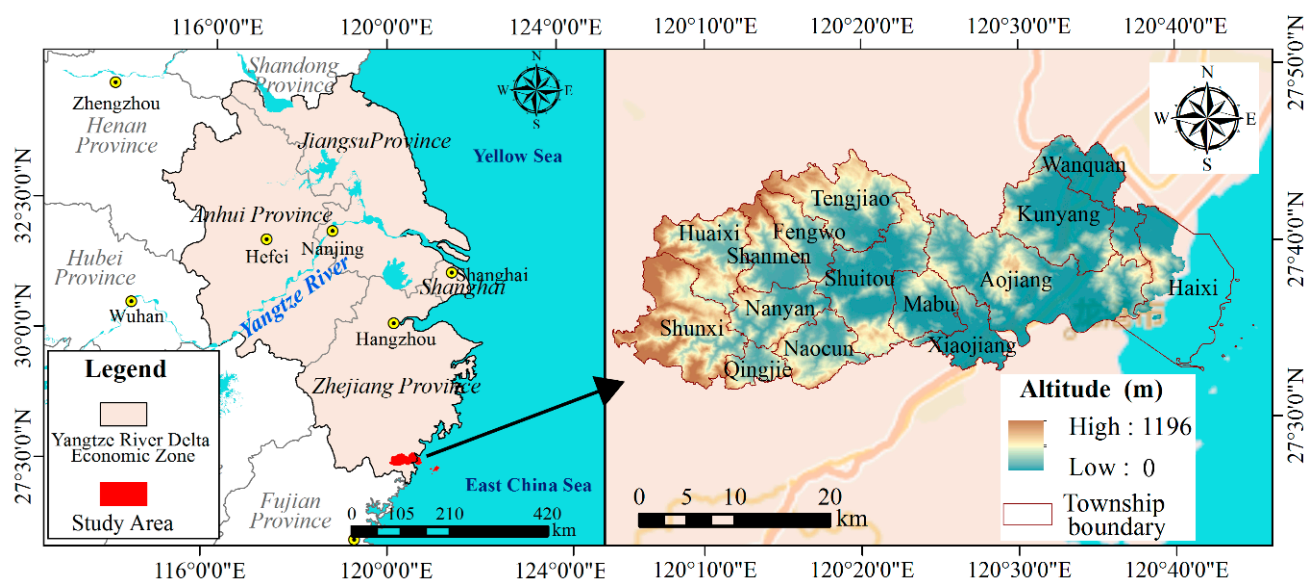 116°0'0"E
120°0'0"E
124°0'0"E
120°10'0"E
120°20'0"E
120°30'0"E
120°40'0"E
32°30'0"N
30°00'0"N
27°30'0"N
Shandong
Province
Zhengzhou
Henan
Province
JiangsuProvince
Yellow Sea
N
W
E
S
Anhui Province
Nanjing
Hefei
Hubei
Province
Shanghai
Shanghai
Wuhan
Yangtze River
Hangzhou
Zhejiang Province
Legend
Yangtze River Delta
Economic Zone
Study Area
East China Sea
Fujian
Province
0
105
210
420
km
N
W
E
S
Wanquan
Tengjiao
Kunyang
Huaixi
Fengwo
Shanmen
Shuitou
Aojiang
Haixi
Nanyan
Mabu
Shunxi
Xiaojiang
Naocun
Qingjie
Altitude (m)
High : 1196
Low : 0
Township
boundary
0
5
10
20
km
27°50'0"N
27°40'0"N
27°30'0"N
116°0'0"E
120°0'0"E
124°0'0"E
120°10'0"E
120°20'0"E
120°30'0"E
120°40'0"E